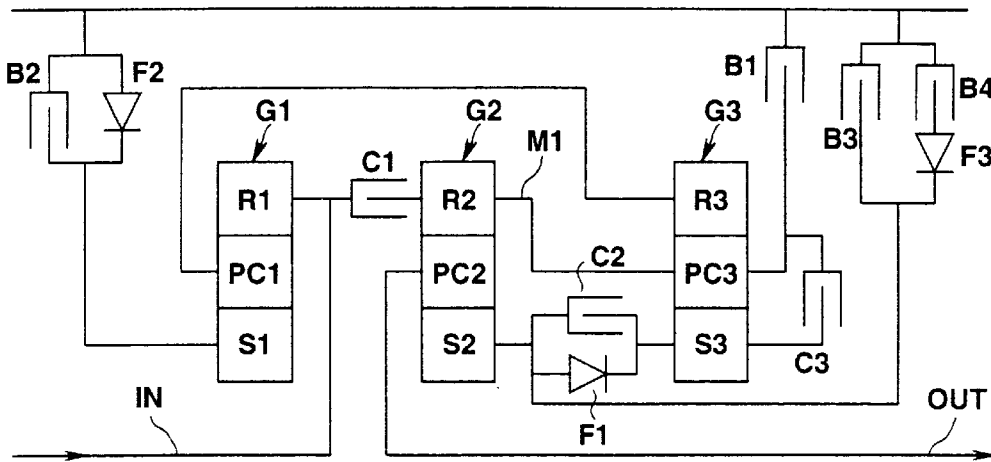 B2
F2
B1
B4
B3
F3
G1
G2
G3
C1
M1
R1
R2
R3
PC1
PC2
C2
PC3
S1
S2
S3
C3
F1
IN
OUT